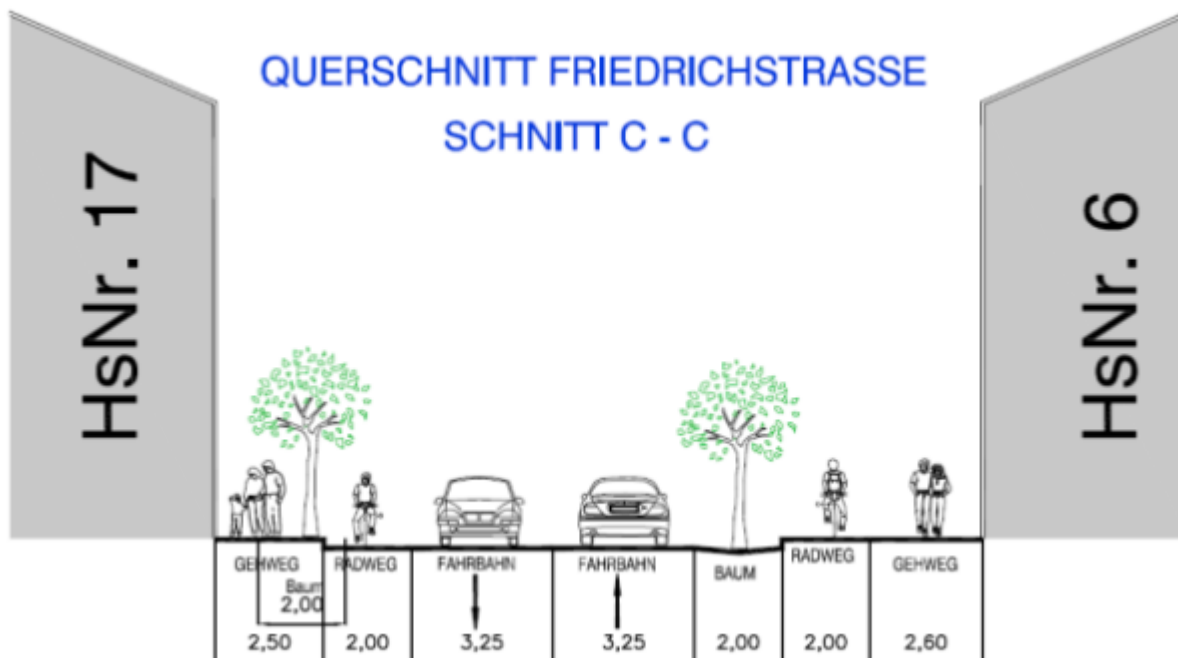 QUERSCHNITT FRIEDRICHSTRASSE
SCHNITT C - C
HsNr. 17
HsNr. 6
GEHWEG
RADWEG
FAHRBAHN
FAHRBAHN
BAUM
RADWEG
GEHWEG
Baum
2,00
2,50
2,00
3,25
3,25
2,00
2,00
2,60